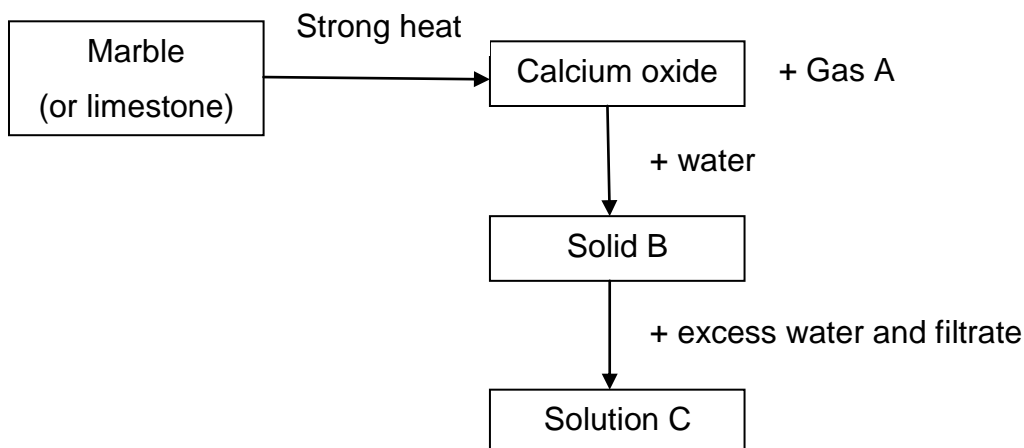 Strong heat
Marble
(or limestone)
Calcium oxide
+ Gas A
+ water
Solid B
+ excess water and filtrate
Solution C